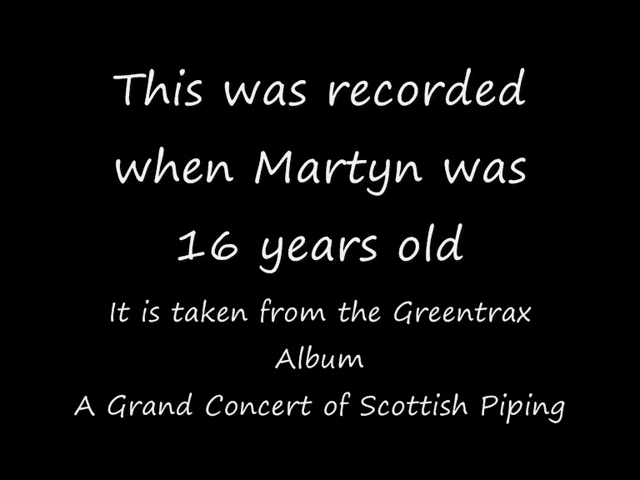 This was recorded
when Martyn was
16 years old
It is taken from the Greentrax
Album
A Grand Concert of Scottish Piping